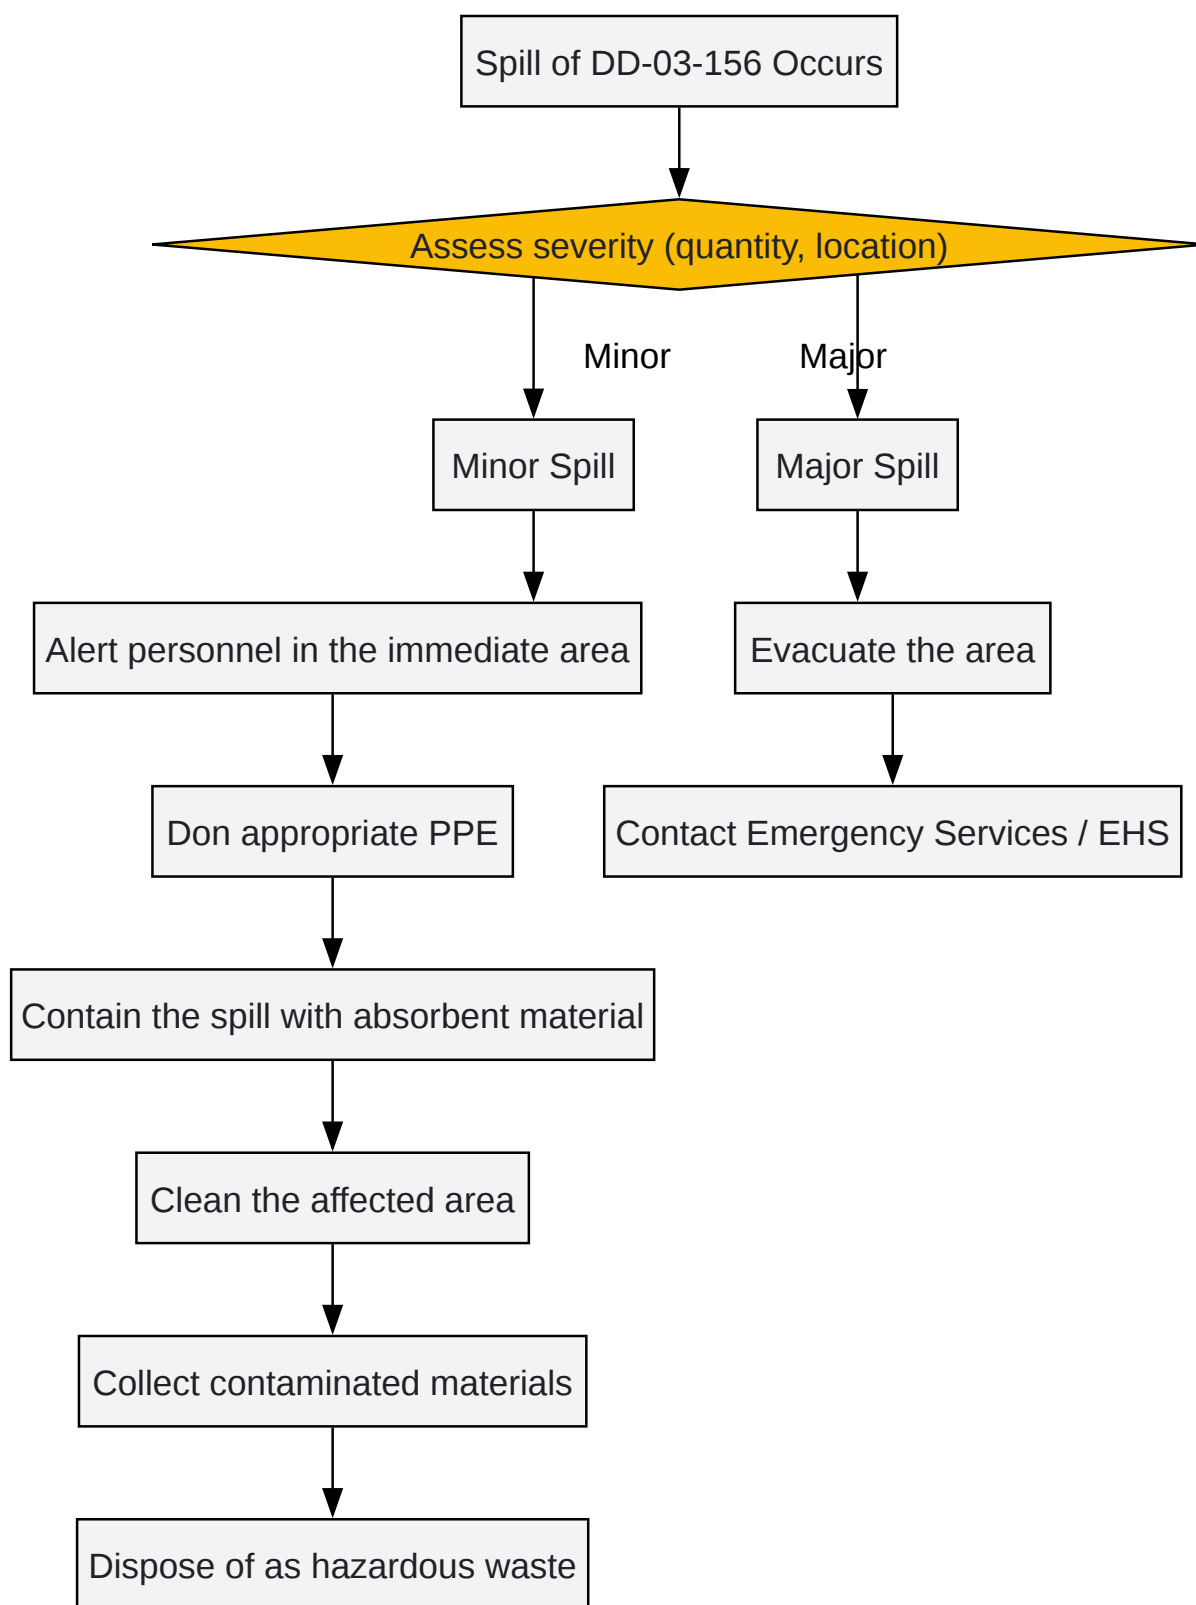 Spill of DD-03-156 Occurs
Assess severity (quantity, location)
Minor
Major
Minor Spill
Major Spill
Alert personnel in the immediate area
Evacuate the area
Don appropriate PPE
Contact Emergency Services / EHS
Contain the spill with absorbent material
Clean the affected area
Collect contaminated materials
Dispose of as hazardous waste